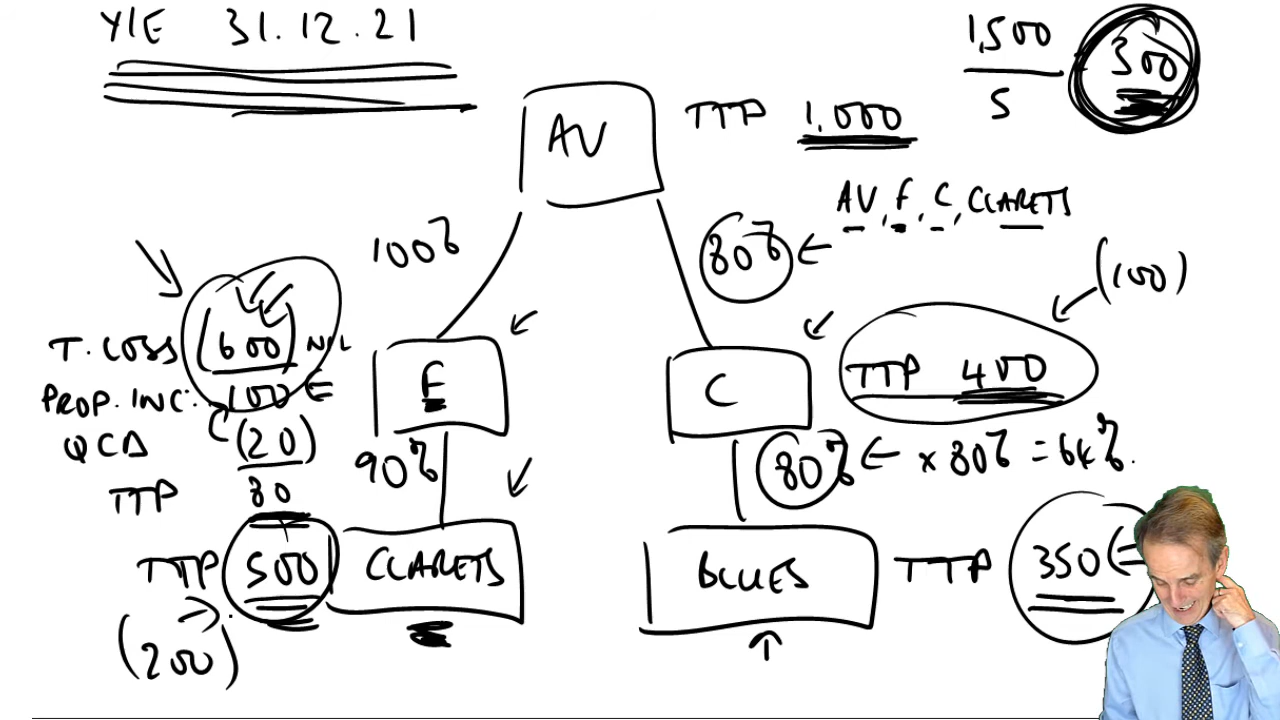 Y/E 31.12.21
1,500
5
300
AV
TTP 1,000
AV, F, C, CLARETS
100%
80% ←
(100)
T. LOSS (600) NIL
PROP. INC. 100 ←
QCD (20)
TTP 80
F
C
TTP 400
90%
80% ← × 80% = 64%.
TTP 500
CLARETS
BLUES
TTP 350 ←
(200)